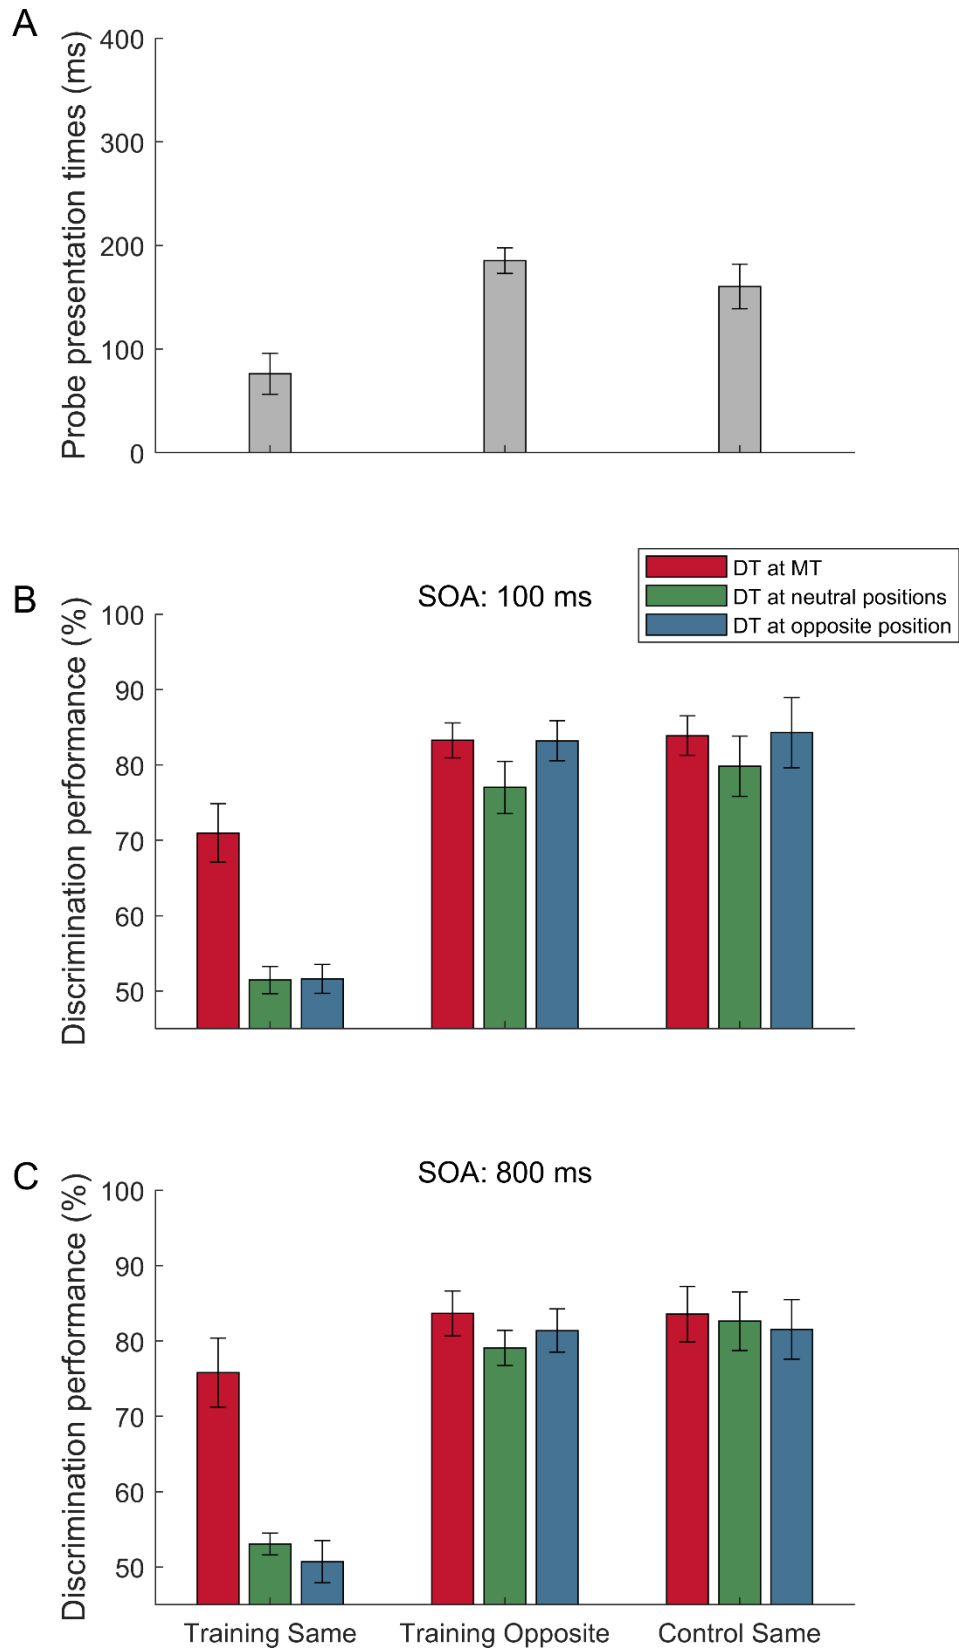 A
Probe presentation times (ms)
400
300
200
100
0
DT at MT
DT at neutral positions
DT at opposite position
B
SOA: 100 ms
Discrimination performance (%)
100
90
80
70
60
50
C
SOA: 800 ms
Discrimination performance (%)
100
90
80
70
60
50
Training Same Training Opposite Control Same